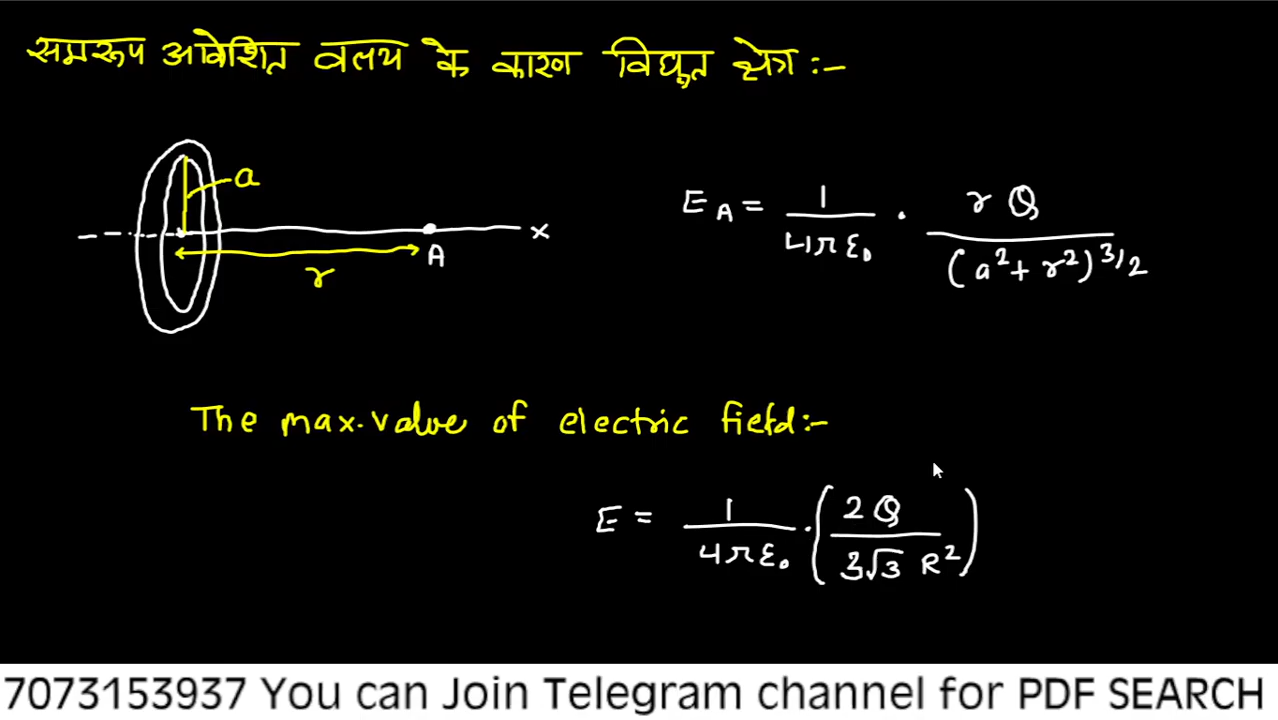 समरूप आवेशित वलय के कारण विद्युत क्षेत्र :-
a
x
A
r
E_A = 1/(4πε₀) · rQ/(a² + r²)^3/2
The max. value of electric field :-
E = 1/(4πε₀) · (2Q/(3√3 R²))
7073153937 You can Join Telegram channel for PDF SEARCH